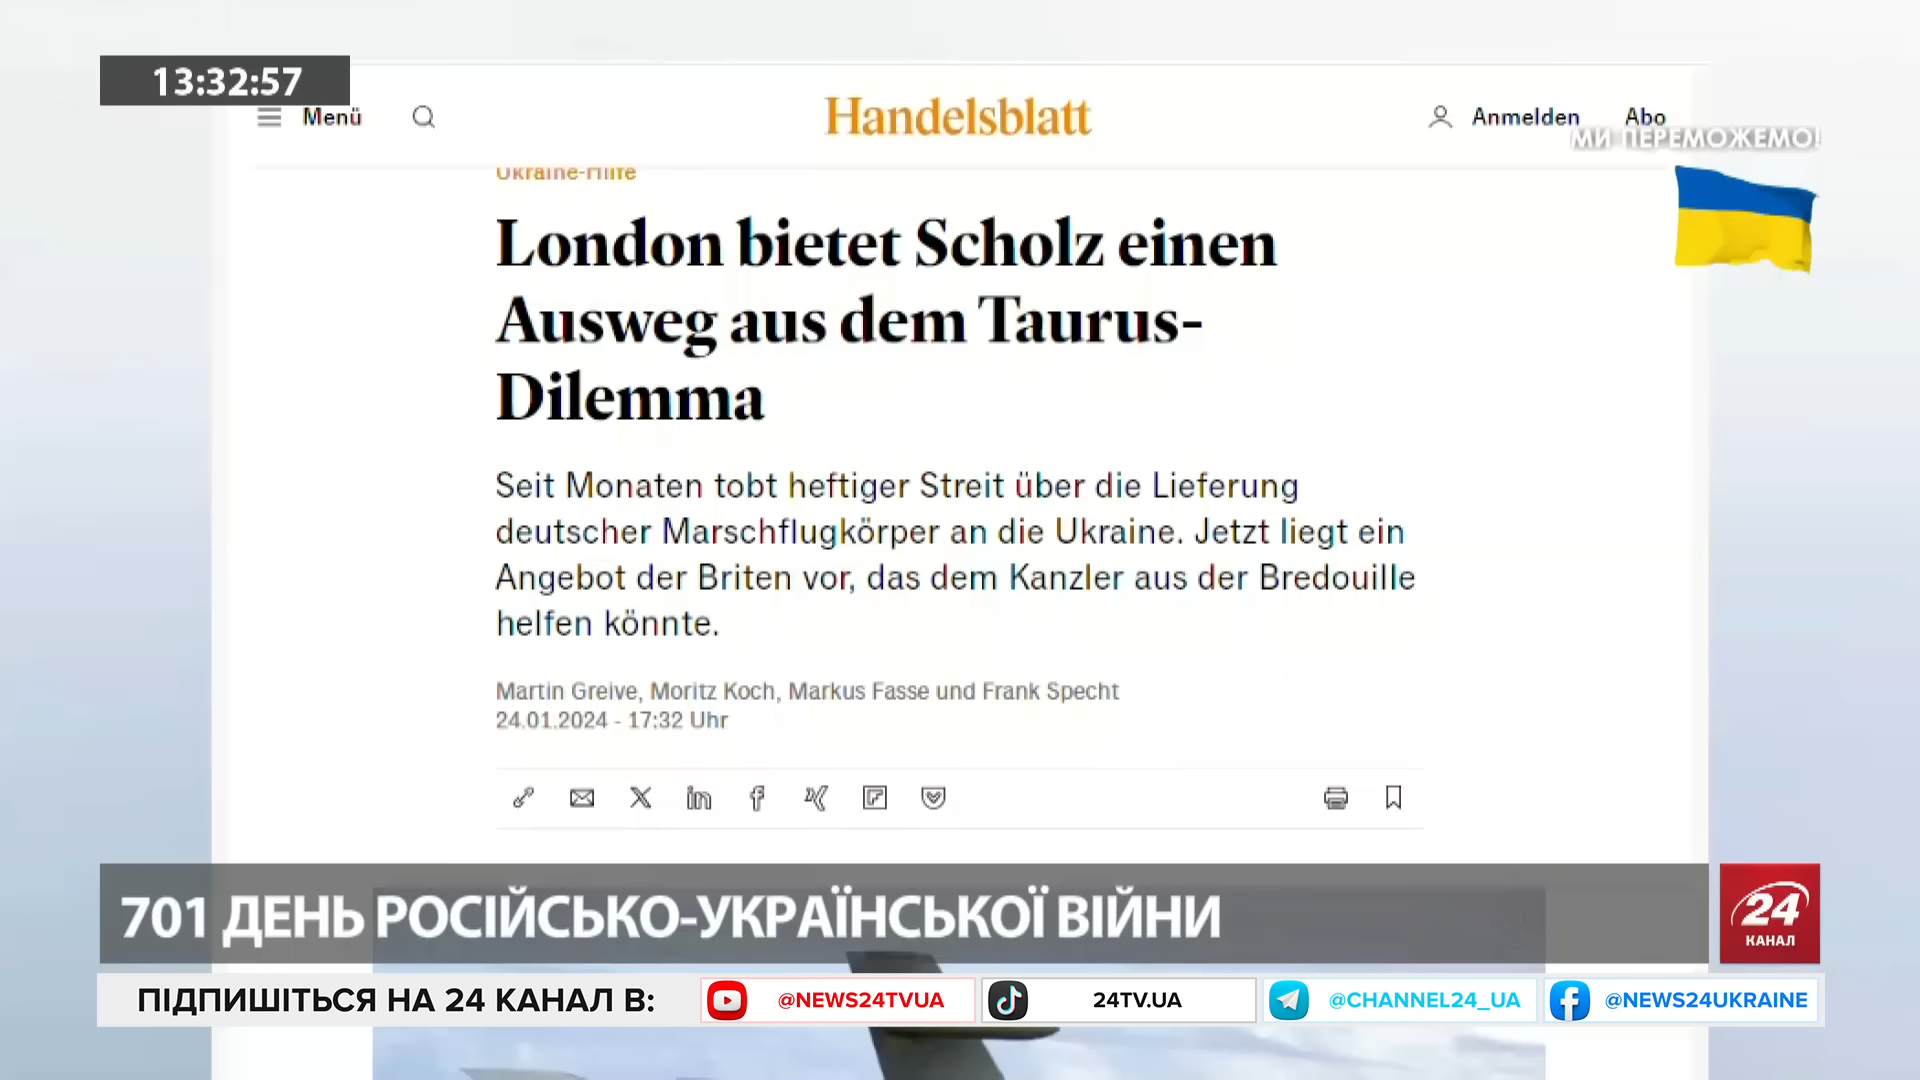 13:32:57
Menü
Handelsblatt
Anmelden
Abo
МИ ПЕРЕМОЖЕМО!
Ukraine-Hilfe
London bietet Scholz einen
Ausweg aus dem Taurus-
Dilemma
Seit Monaten tobt heftiger Streit über die Lieferung
deutscher Marschflugkörper an die Ukraine. Jetzt liegt ein
Angebot der Briten vor, das dem Kanzler aus der Bredouille
helfen könnte.
Martin Greive, Moritz Koch, Markus Fasse und Frank Specht
24.01.2024 - 17:32 Uhr
701 ДЕНЬ РОСІЙСЬКО-УКРАЇНСЬКОЇ ВІЙНИ
24
КАНАЛ
ПІДПИШІТЬСЯ НА 24 КАНАЛ В:
@NEWS24TVUA
24TV.UA
@CHANNEL24_UA
@NEWS24UKRAINE